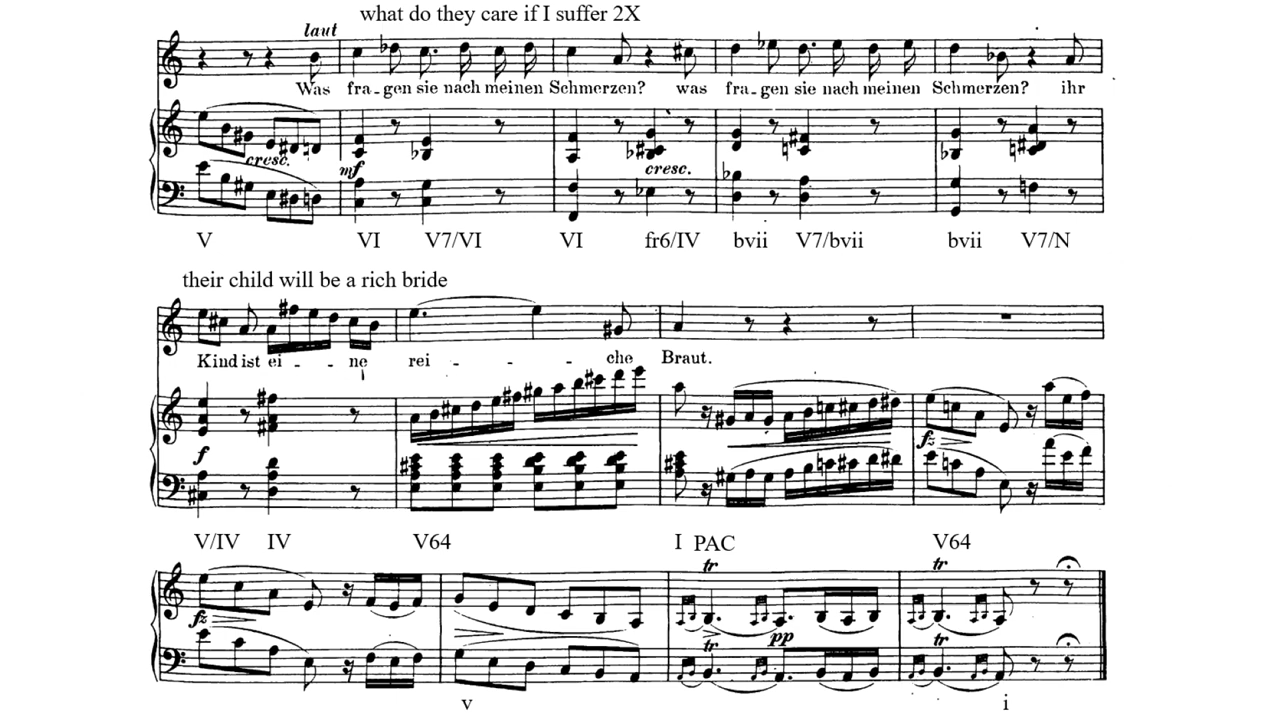 what do they care if I suffer 2X
laut
Was fra-gen sie nach meinen Schmerzen? was fra-gen sie nach meinen Schmerzen? ihr
cresc.
mf
cresc.
V VI V7/VI VI fr6/IV bvii V7/bvii bvii V7/N
their child will be a rich bride
Kind ist ei - - ne rei - - - che Braut.
f
fz
V/IV IV V64 I PAC V64
tr tr
fz
pp
tr tr
v i